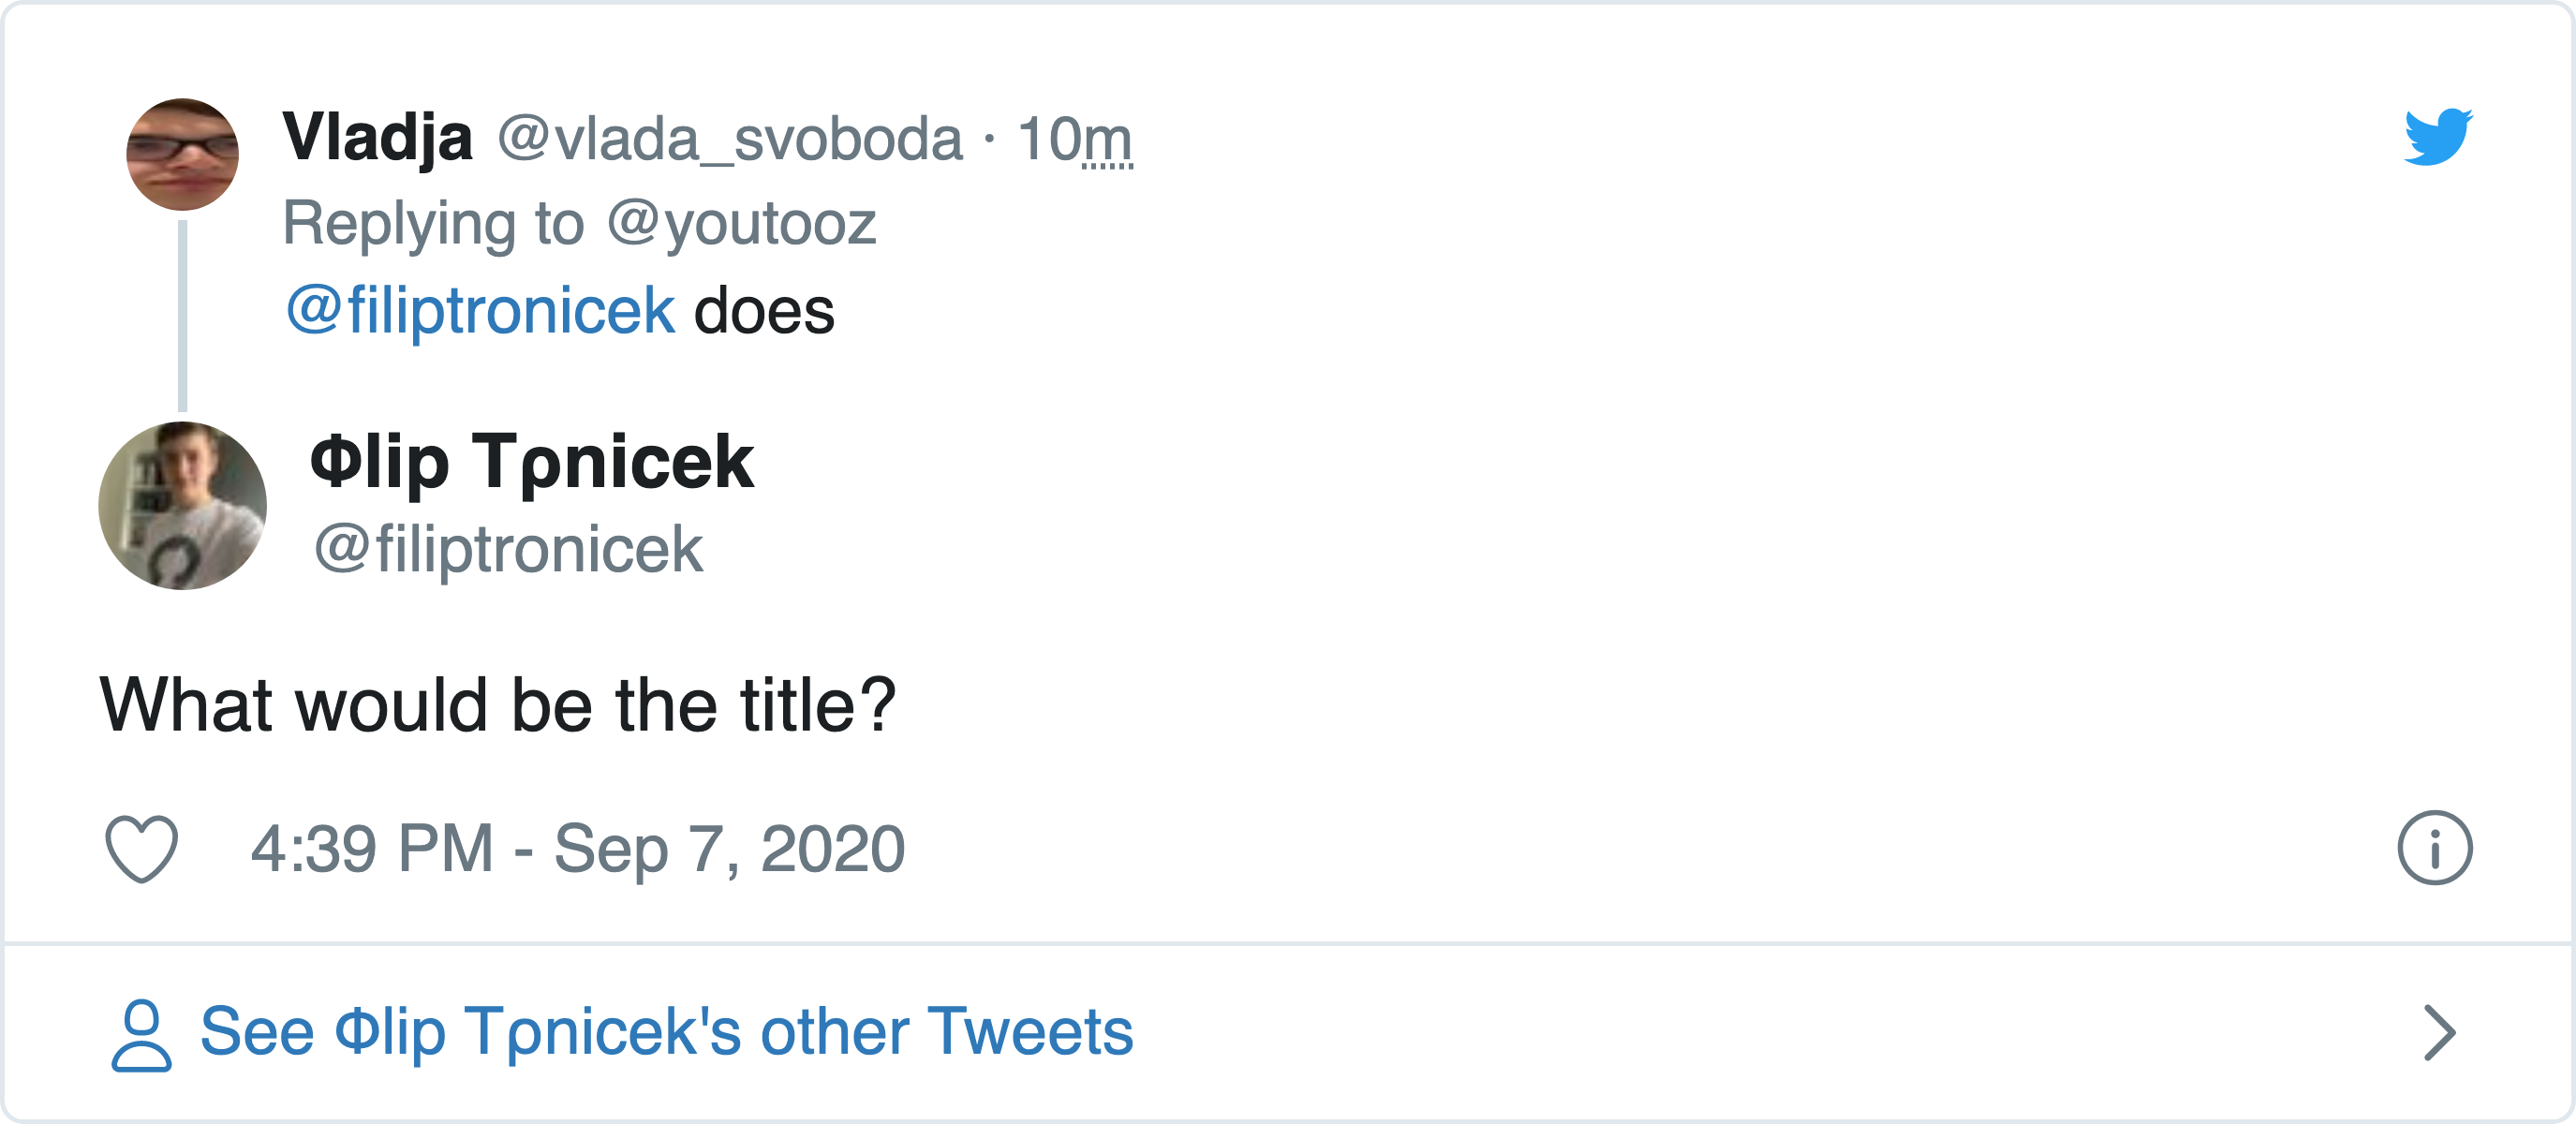 Vladja @vlada_svoboda · 10m
Replying to @youtooz
@filiptronicek does
Φlip Tρnicek
@filiptronicek
What would be the title?
4:39 PM - Sep 7, 2020
See Φlip Tρnicek's other Tweets